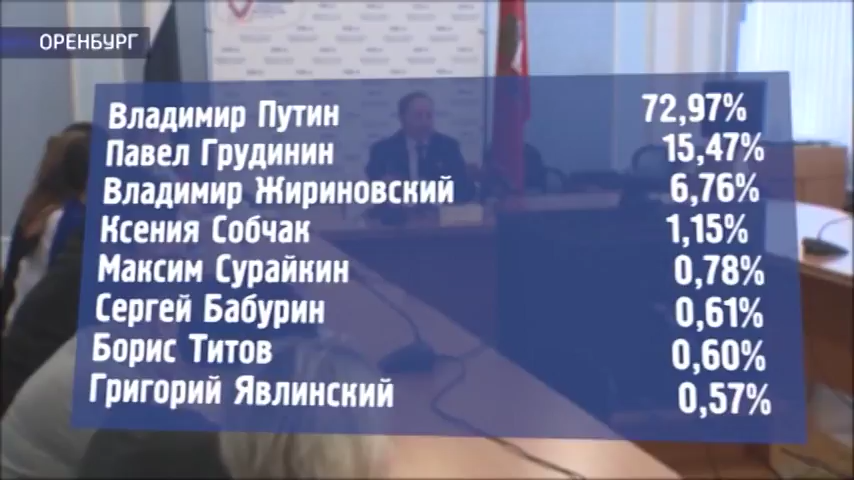 ОРЕНБУРГ
Владимир Путин 72,97%
Павел Грудинин 15,47%
Владимир Жириновский 6,76%
Ксения Собчак 1,15%
Максим Сурайкин 0,78%
Сергей Бабурин 0,61%
Борис Титов 0,60%
Григорий Явлинский 0,57%